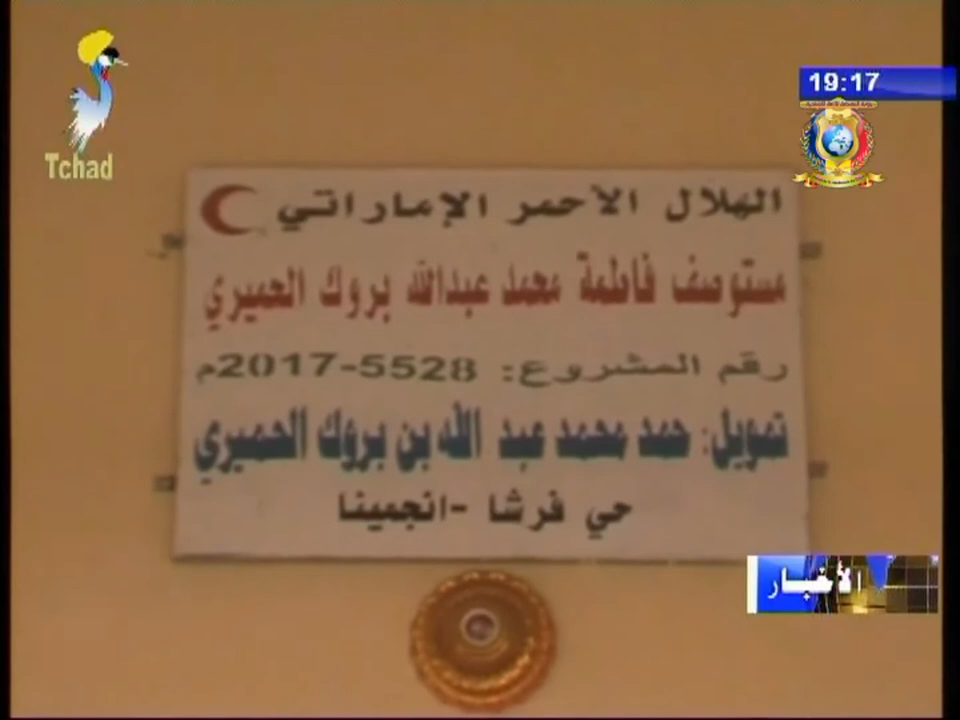 Tchad
19:17
الهلال الأحمر الإماراتي
مستوصف فاطمة محمد عبدالله بروك الحميري
رقم المشروع: 5528-2017م
تمويل: حمد محمد عبد الله بن بروك الحميري
حي فرشا -انجمينا
الأخبار